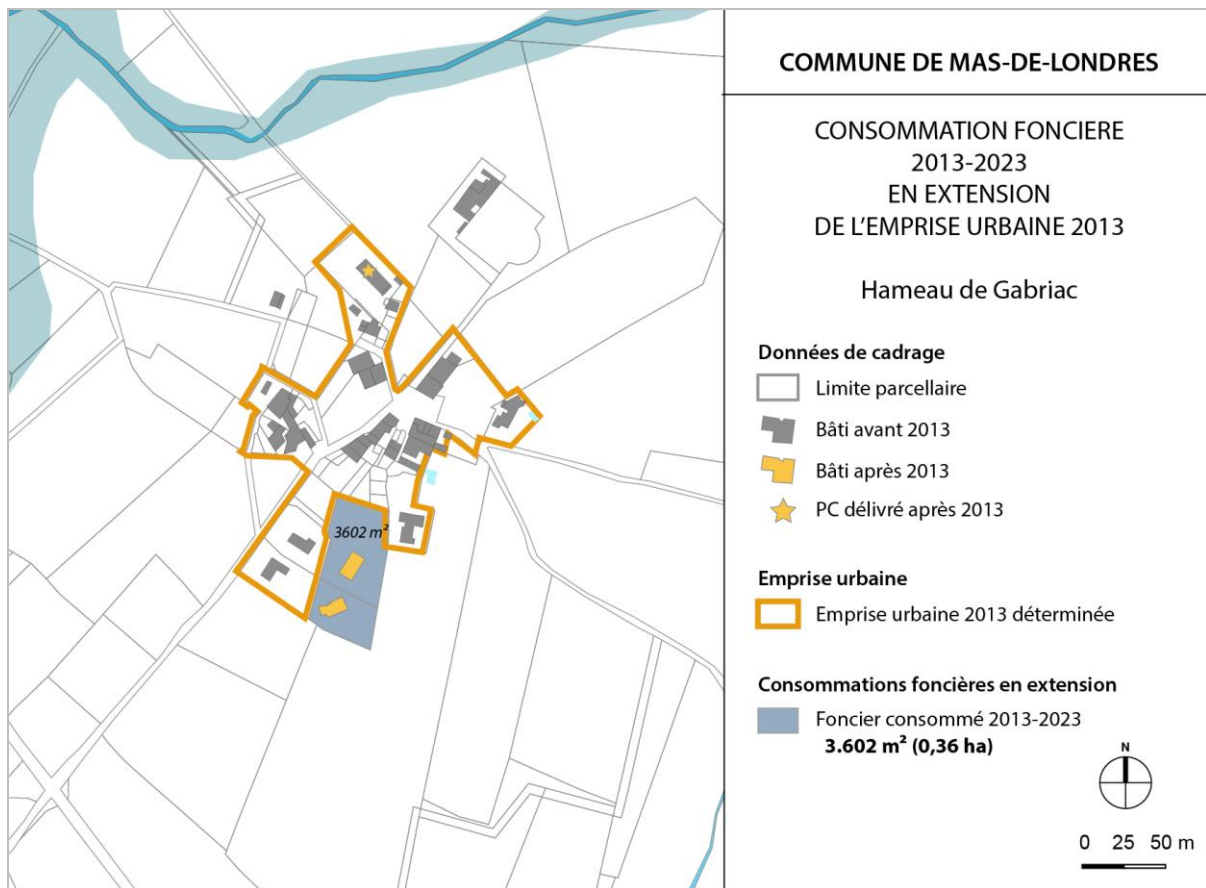 COMMUNE DE MAS-DE-LONDRES
CONSOMMATION FONCIERE
2013-2023
EN EXTENSION
DE L'EMPRISE URBAINE 2013
Hameau de Gabriac
Données de cadrage
Limite parcellaire
Bâti avant 2013
Bâti après 2013
PC délivré après 2013
Emprise urbaine
Emprise urbaine 2013 déterminée
Consommations foncières en extension
Foncier consommé 2013-2023
3.602 m² (0,36 ha)
N
0 25 50 m
3602 m²